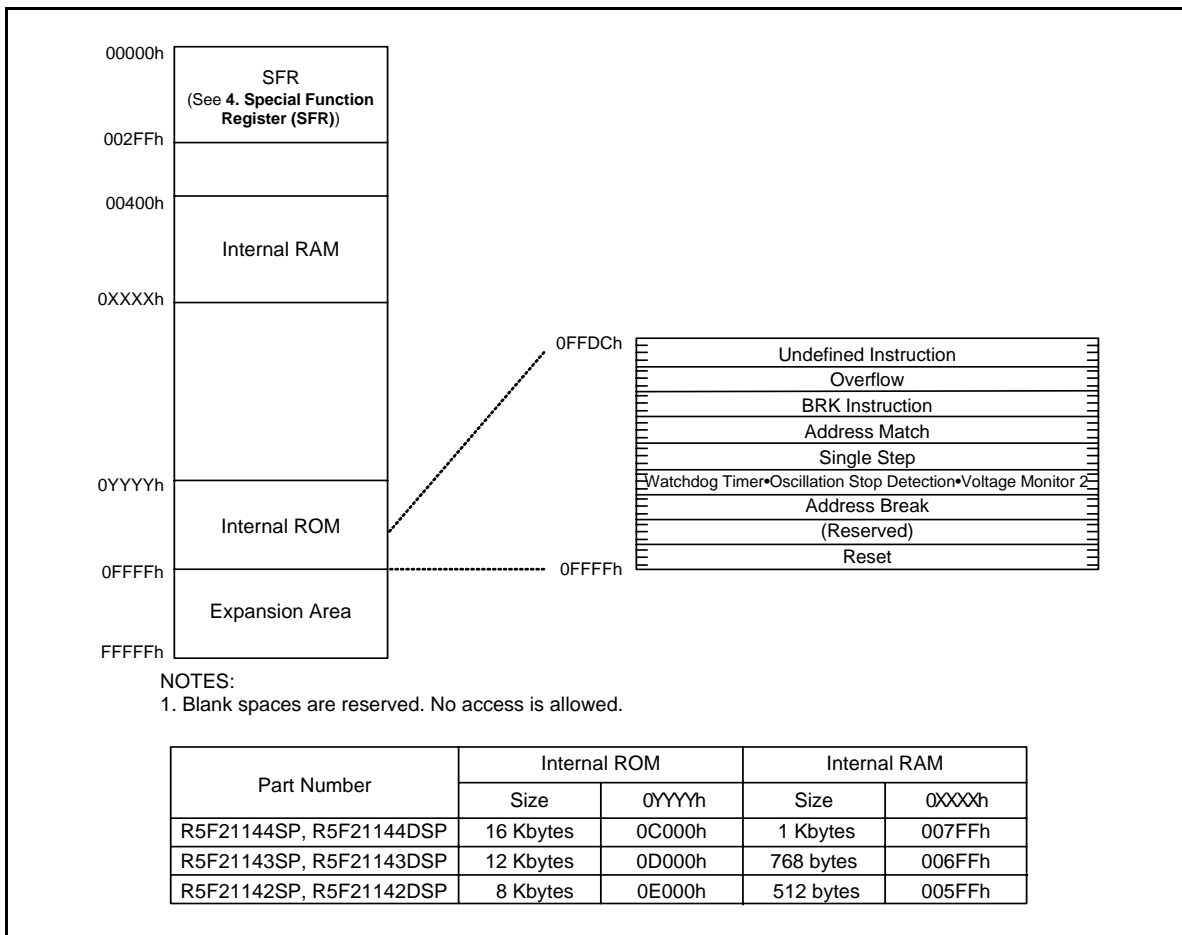 00000h
SFR
(See 4. Special Function
Register (SFR))
002FFh
00400h
Internal RAM
0XXXXh
0YYYYh
Internal ROM
0FFFFh
Expansion Area
FFFFFh
0FFDCh
Undefined Instruction
Overflow
BRK Instruction
Address Match
Single Step
Watchdog Timer•Oscillation Stop Detection•Voltage Monitor 2
Address Break
(Reserved)
Reset
0FFFFh
NOTES:
1. Blank spaces are reserved. No access is allowed.
Part Number Internal ROM Internal RAM
Size 0YYYYh Size 0XXXXh
R5F21144SP, R5F21144DSP 16 Kbytes 0C000h 1 Kbytes 007FFh
R5F21143SP, R5F21143DSP 12 Kbytes 0D000h 768 bytes 006FFh
R5F21142SP, R5F21142DSP 8 Kbytes 0E000h 512 bytes 005FFh